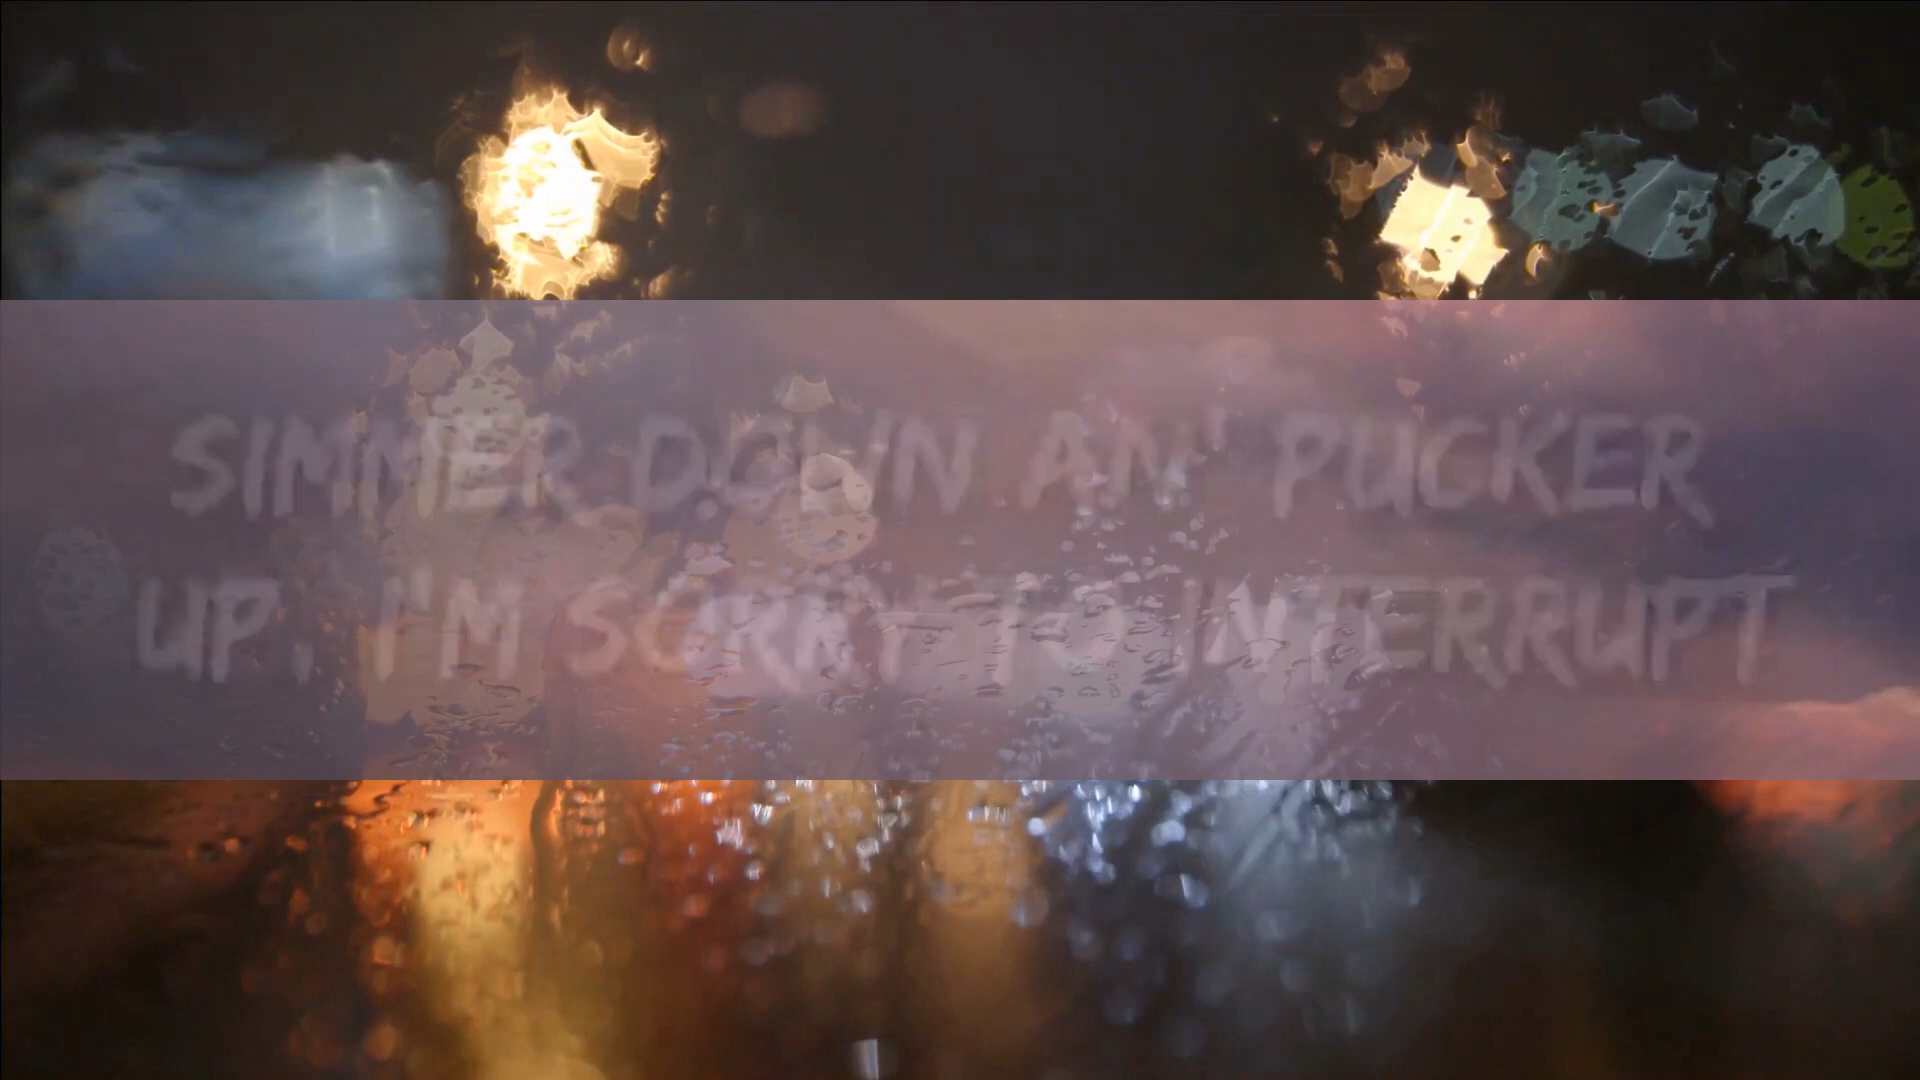 SIMMER DOWN AN' PUCKER
UP, I'M SORRY TO INTERRUPT